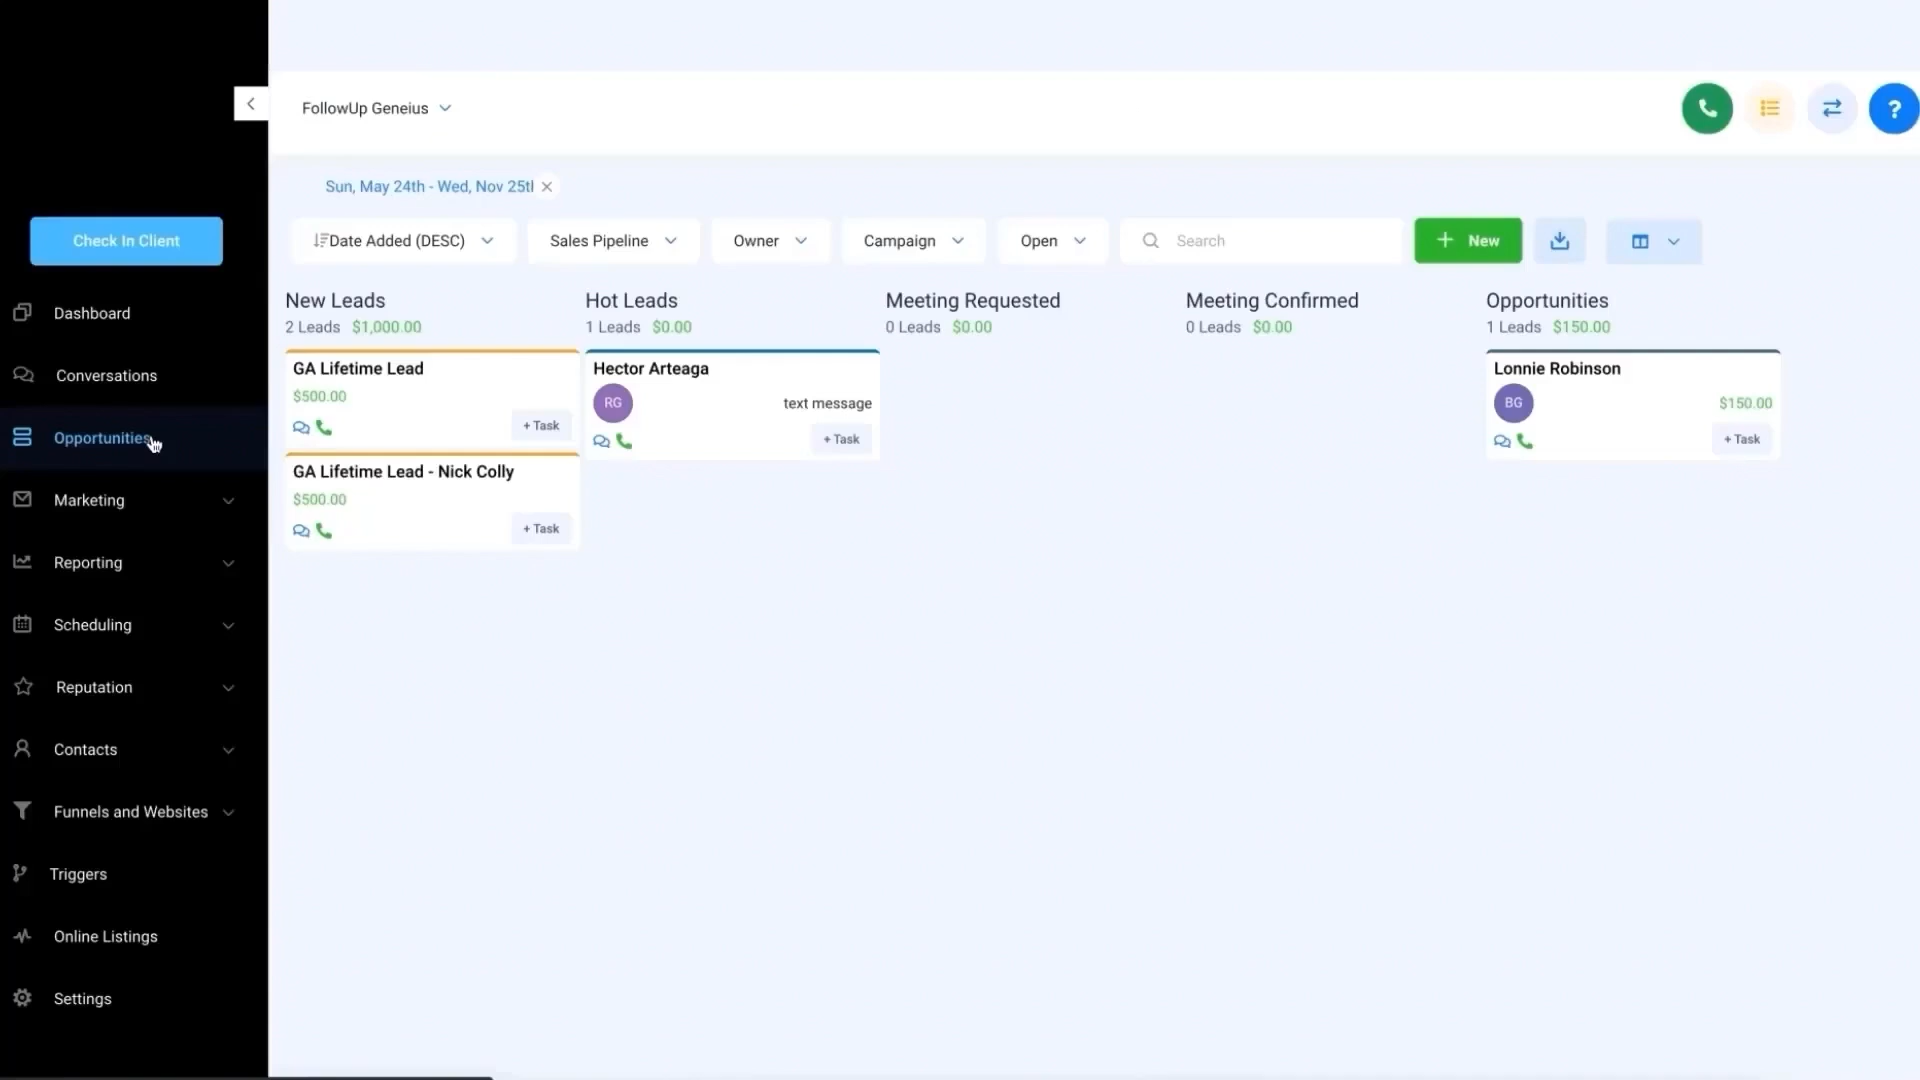 FollowUp Geneius
?
Sun, May 24th - Wed, Nov 25tl
Check In Client
Date Added (DESC)
Sales Pipeline
Owner
Campaign
Open
Search
+ New
Dashboard
Conversations
Opportunities
Marketing
Reporting
Scheduling
Reputation
Contacts
Funnels and Websites
Triggers
Online Listings
Settings
New Leads
2 Leads $1,000.00
GA Lifetime Lead
$500.00
+ Task
GA Lifetime Lead - Nick Colly
$500.00
+ Task
Hot Leads
1 Leads $0.00
Hector Arteaga
RG text message
+ Task
Meeting Requested
0 Leads $0.00
Meeting Confirmed
0 Leads $0.00
Opportunities
1 Leads $150.00
Lonnie Robinson
BG $150.00
+ Task